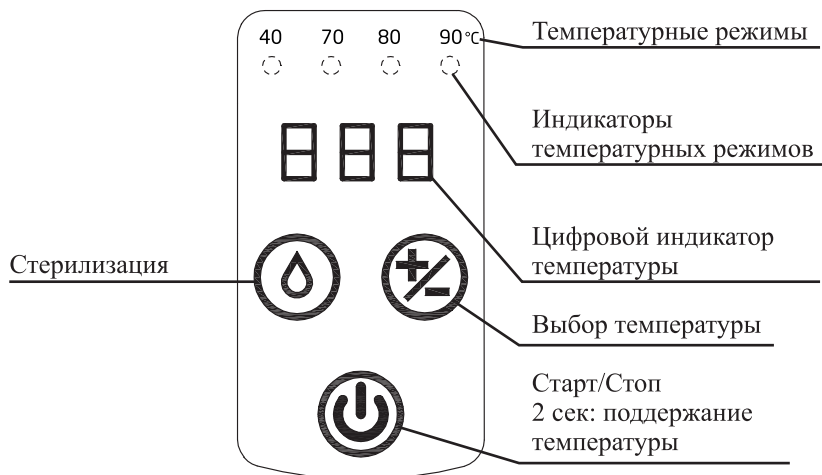 40 70 80 90 °C
Температурные режимы
Индикаторы
температурных режимов
Цифровой индикатор
температуры
Стерилизация
Выбор температуры
Старт/Стоп
2 сек: поддержание
температуры